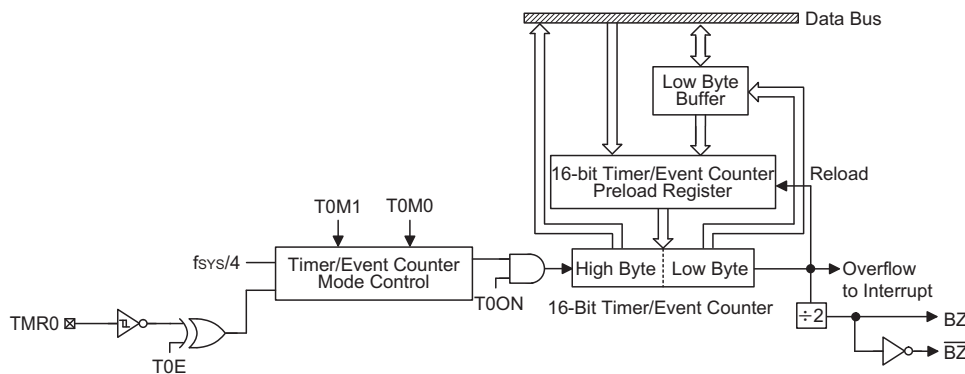 Data Bus
Low Byte
Buffer
16-bit Timer/Event Counter
Preload Register
Reload
T0M1
T0M0
fSYS/4
Timer/Event Counter
Mode Control
T0ON
High Byte
Low Byte
16-Bit Timer/Event Counter
Overflow
to Interrupt
÷2
BZ
B̅Z̅
TMR0
T0E